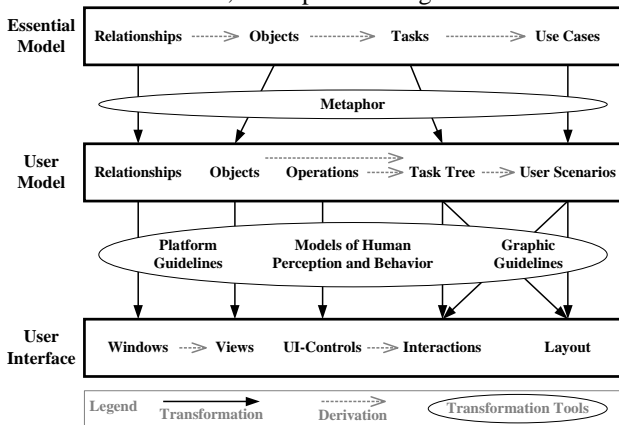 Essential
Model
Relationships Objects Tasks Use Cases
Metaphor
User
Model
Relationships Objects Operations Task Tree User Scenarios
Platform
Guidelines
Models of Human
Perception and Behavior
Graphic
Guidelines
User
Interface
Windows Views UI-Controls Interactions Layout
Legend Transformation Derivation Transformation Tools